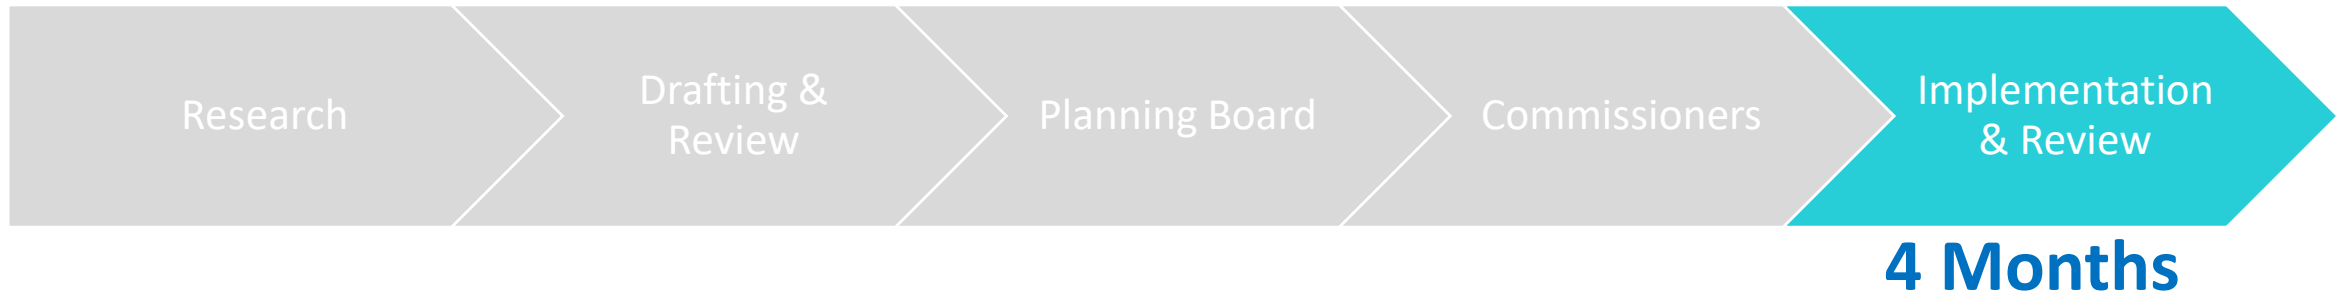 Research
Drafting &
Review
Planning Board
Commissioners
Implementation
& Review
4 Months